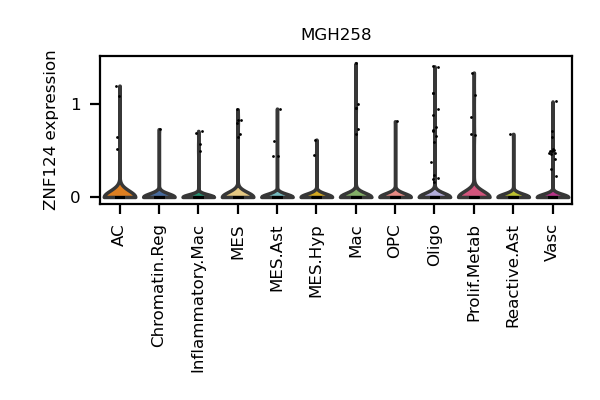 MGH258
ZNF124 expression
1
0
AC
Chromatin.Reg
Inflammatory.Mac
MES
MES.Ast
MES.Hyp
Mac
OPC
Oligo
Prolif.Metab
Reactive.Ast
Vasc